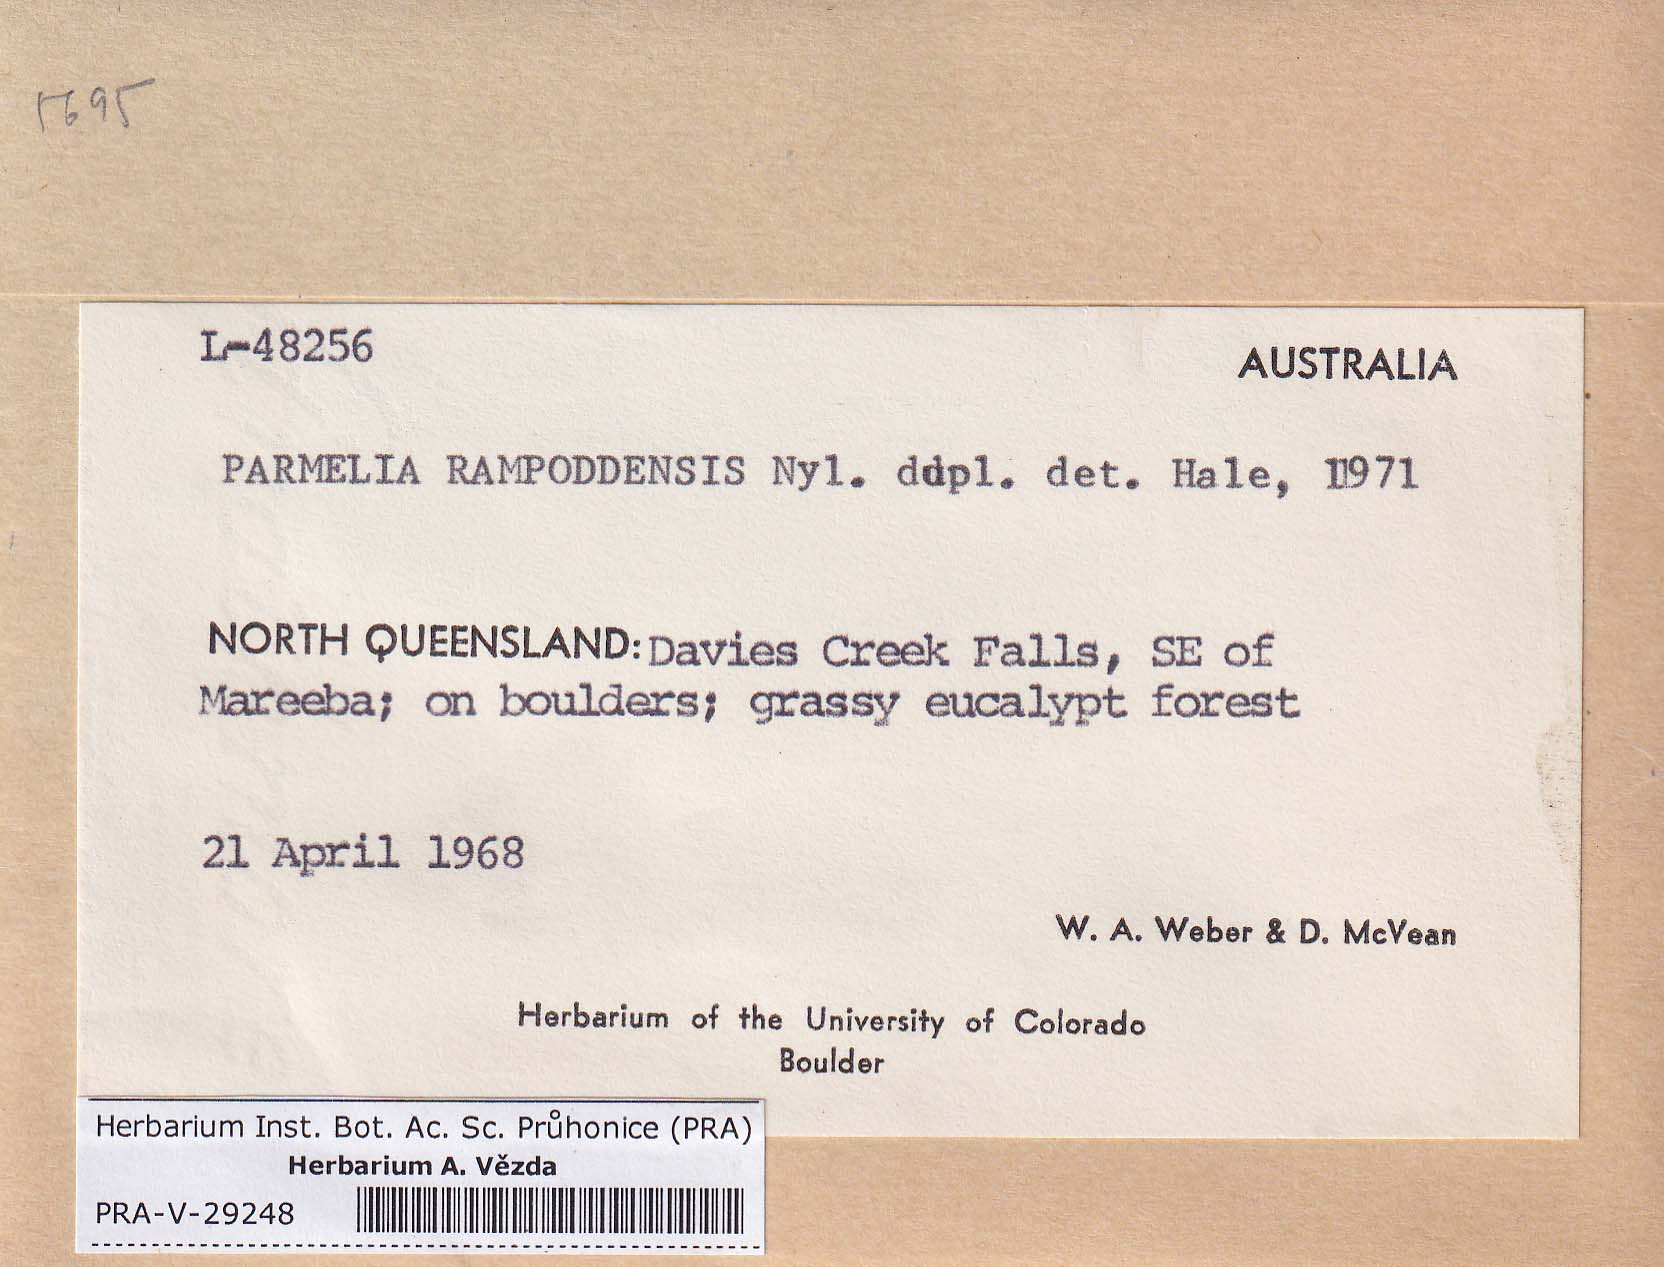 5695
L-48256
AUSTRALIA
PARMELIA RAMPODDENSIS Nyl. ddpl. det. Hale, 1971
NORTH QUEENSLAND: Davies Creek Falls, SE of
Mareeba; on boulders; grassy eucalypt forest
21 April 1968
W. A. Weber & D. McVean
Herbarium of the University of Colorado
Boulder
Herbarium Inst. Bot. Ac. Sc. Průhonice (PRA)
Herbarium A. Vězda
PRA-V-29248